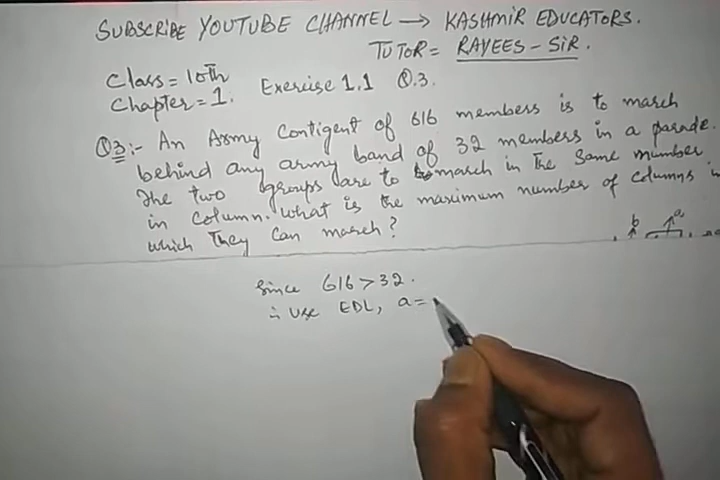 SUBSCRIBE YOUTUBE CHANNEL → KASHMIR EDUCATORS.
TUTOR = RAYEES-SIR.
Class = 10th
Chapter = 1. Exercise 1.1 Q.3.
Q3:- An Army Contigent of 616 members is to march
behind any army band of 32 members in a parade.
The two groups are to march in the same number
in column. what is the maximum number of columns in
which they can march?
b a
Since 616 > 32.
∴ Use EDL, a=